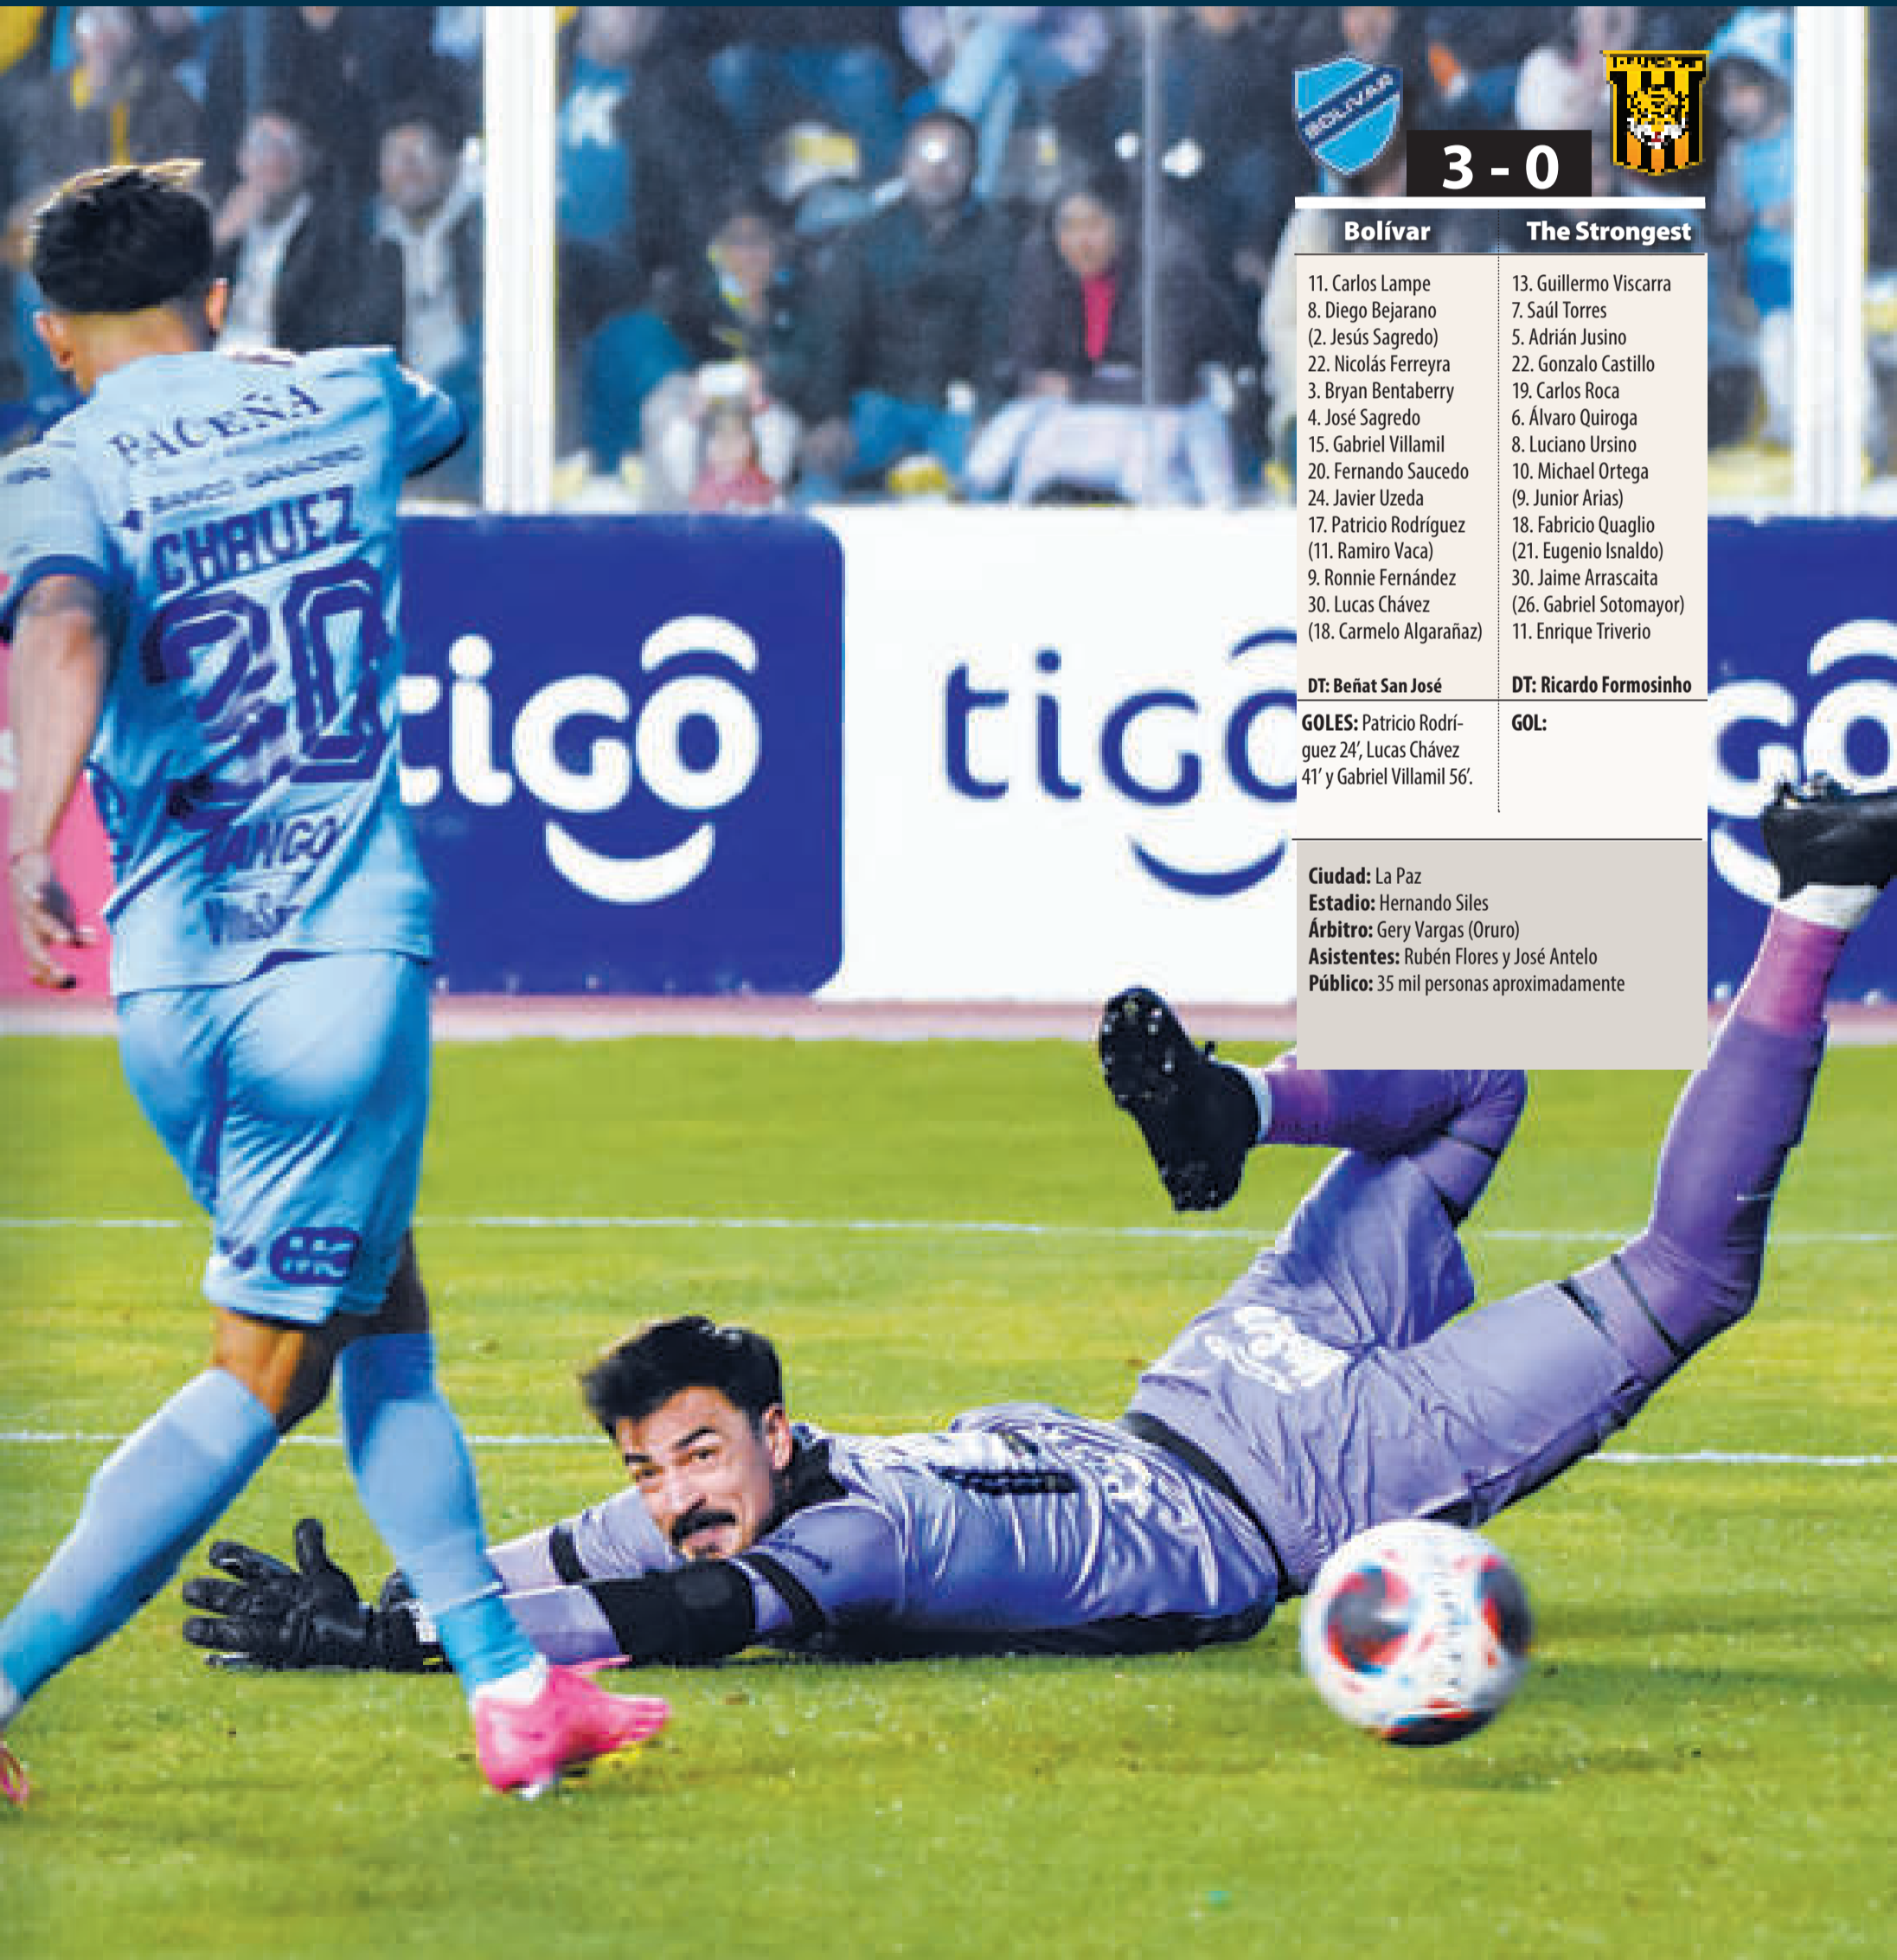 BOLIVAR
3 - 0
Bolívar
The Strongest
11. Carlos Lampe
8. Diego Bejarano
(2. Jesús Sagredo)
22. Nicolás Ferreyra
3. Bryan Bentaberry
4. José Sagredo
15. Gabriel Villamil
20. Fernando Saucedo
24. Javier Uzeda
17. Patricio Rodríguez
(11. Ramiro Vaca)
9. Ronnie Fernández
30. Lucas Chávez
(18. Carmelo Algarañaz)
DT: Beñat San José
GOLES: Patricio Rodrí-
guez 24’, Lucas Chávez
41’ y Gabriel Villamil 56’.
13. Guillermo Viscarra
7. Saúl Torres
5. Adrián Jusino
22. Gonzalo Castillo
19. Carlos Roca
6. Álvaro Quiroga
8. Luciano Ursino
10. Michael Ortega
(9. Junior Arias)
18. Fabricio Quaglio
(21. Eugenio Isnaldo)
30. Jaime Arrascaita
(26. Gabriel Sotomayor)
11. Enrique Triverio
DT: Ricardo Formosinho
GOL:
Ciudad: La Paz
Estadio: Hernando Siles
Árbitro: Gery Vargas (Oruro)
Asistentes: Rubén Flores y José Antelo
Público: 35 mil personas aproximadamente
PACEÑA
BANCO GANADERO
CHAVEZ
30
tigo
tigo
go